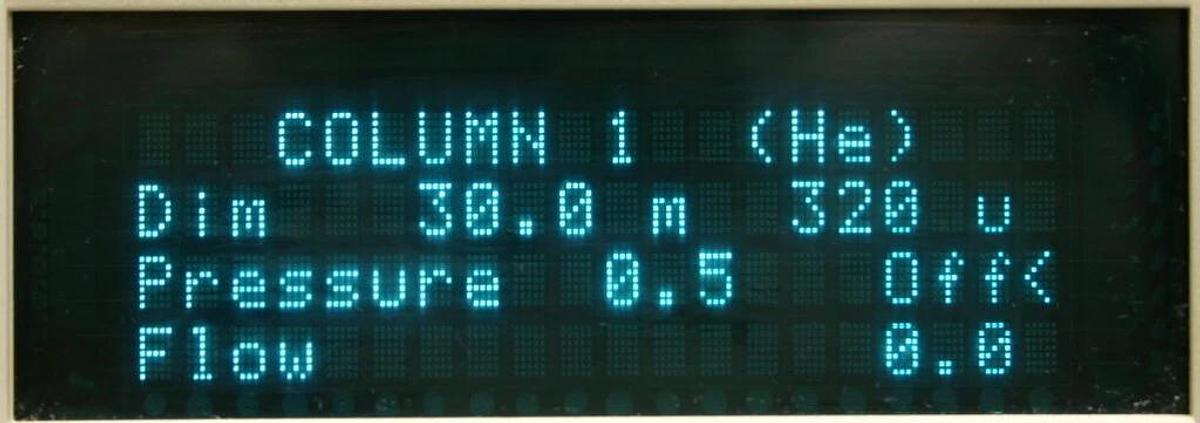 COLUMN 1 (He)
Dim 30.0 m 320 u
Pressure 0.5 Off<
Flow 0.0